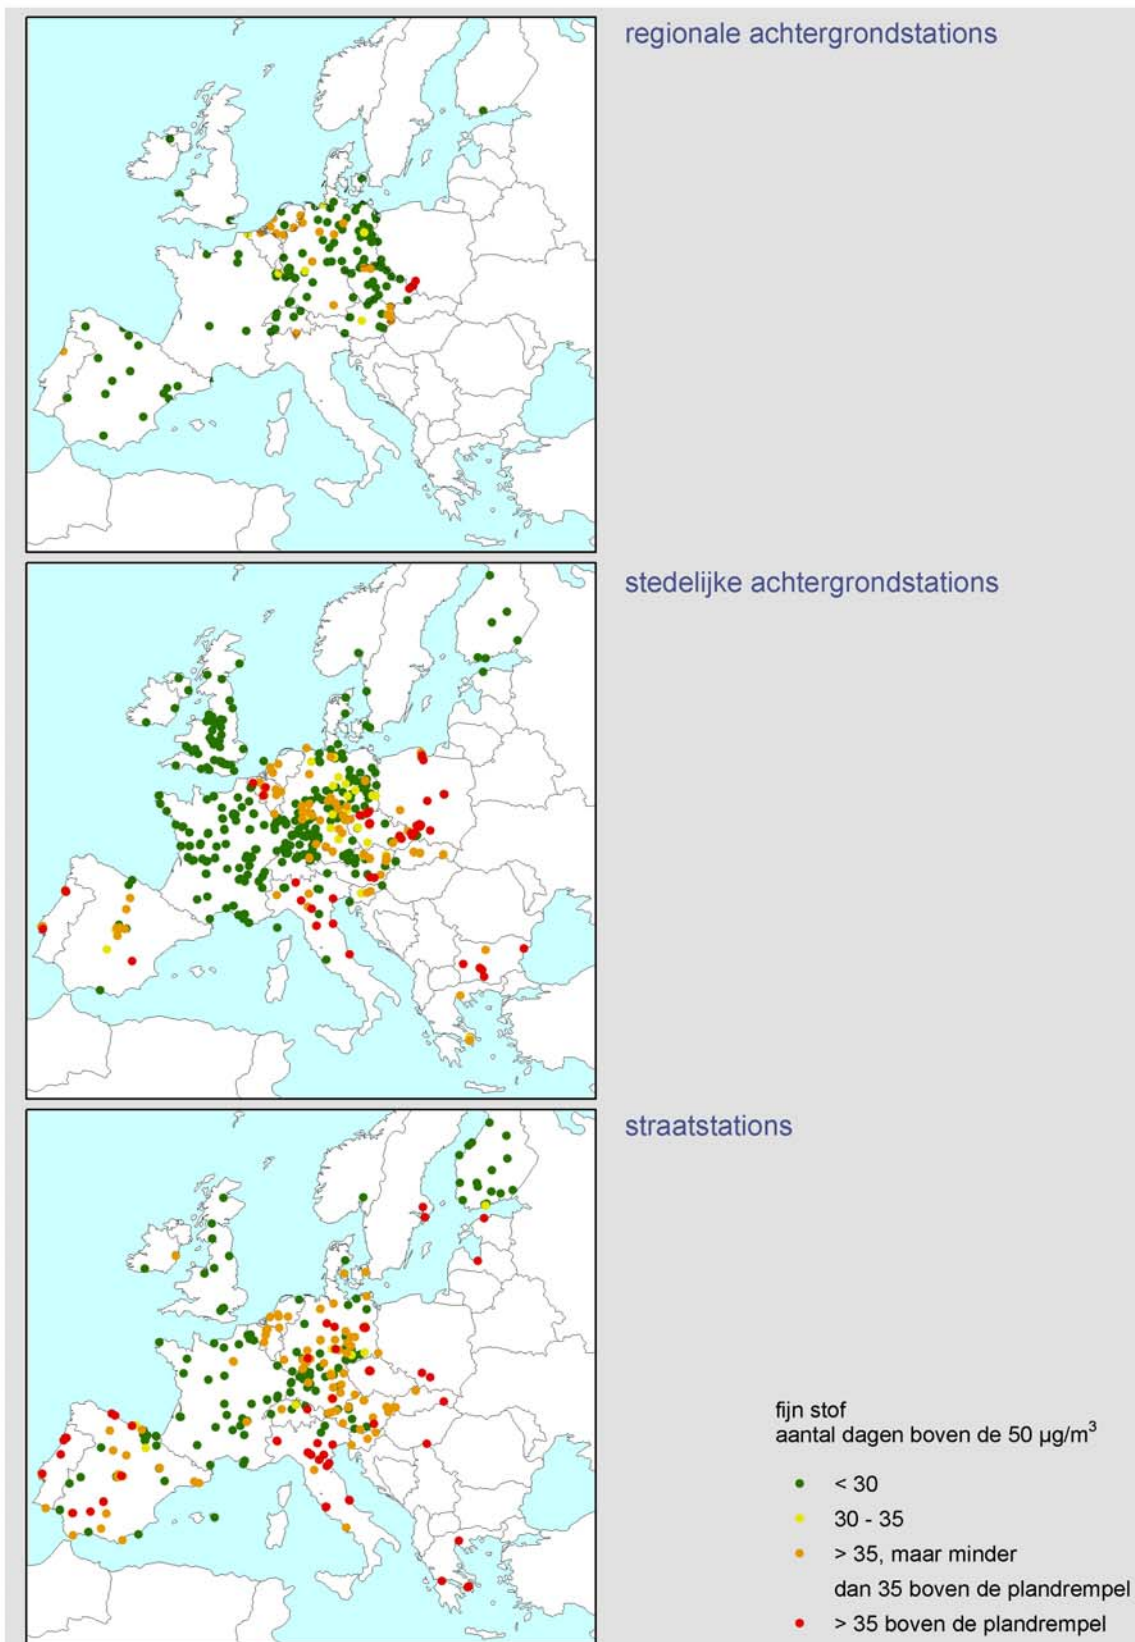 regionale achtergrondstations
stedelijke achtergrondstations
straatstations
fijn stof
aantal dagen boven de 50 µg/m³
< 30
30 - 35
> 35, maar minder
dan 35 boven de plandrempel
> 35 boven de plandrempel